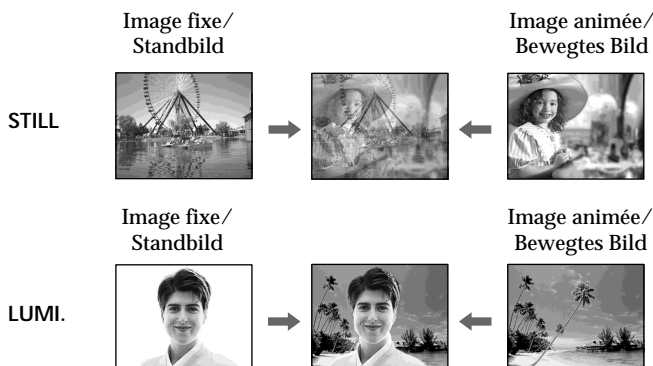 Image fixe/
Standbild
Image animée/
Bewegtes Bild
STILL
Image fixe/
Standbild
Image animée/
Bewegtes Bild
LUMI.